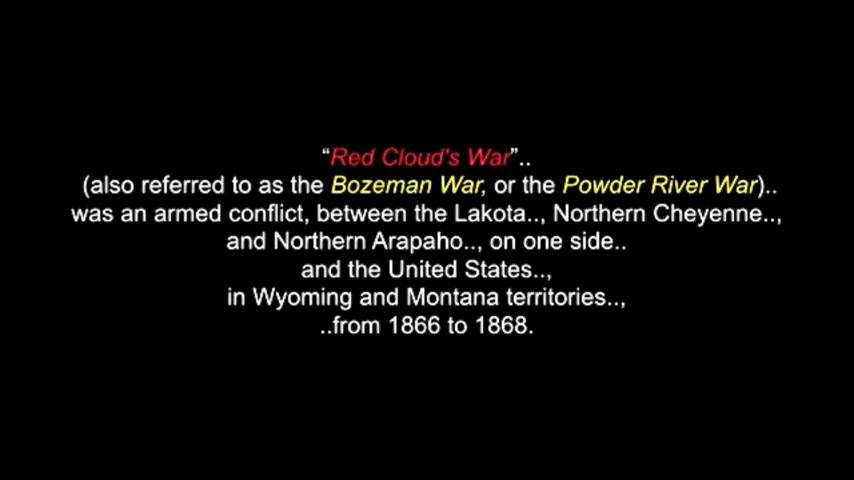 “Red Cloud's War”..
(also referred to as the Bozeman War, or the Powder River War)..
was an armed conflict, between the Lakota.., Northern Cheyenne..,
and Northern Arapaho.., on one side..
and the United States..,
in Wyoming and Montana territories..,
..from 1866 to 1868.